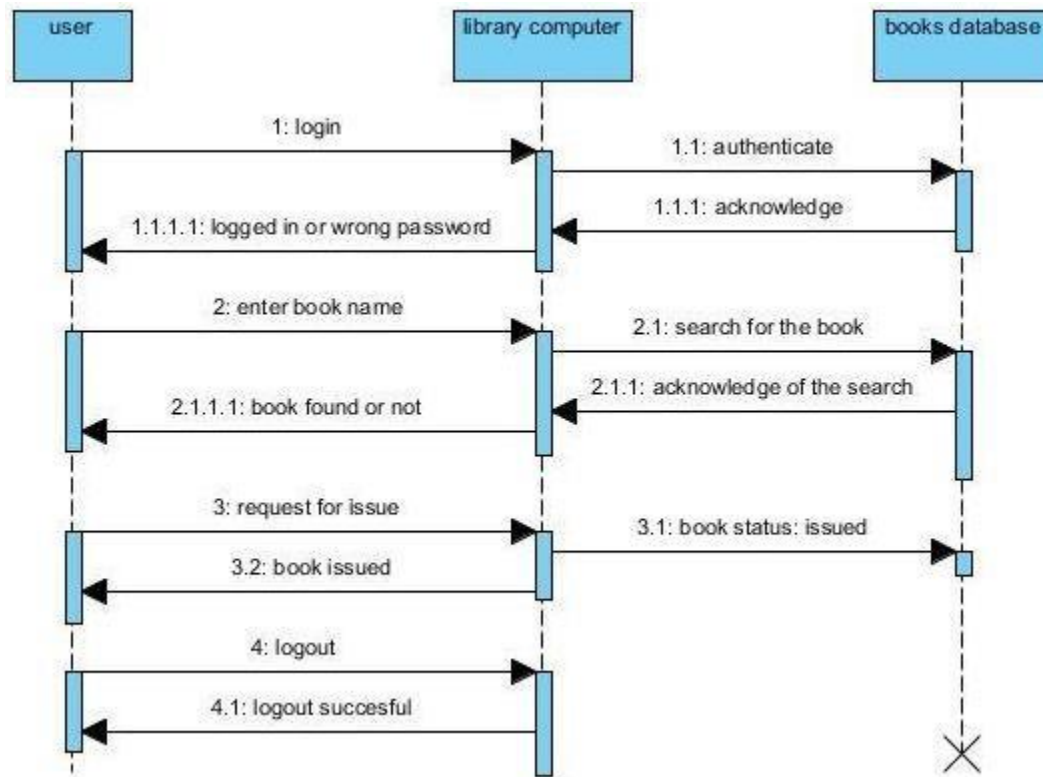 user
library computer
books database
1: login
1.1: authenticate
1.1.1: acknowledge
1.1.1.1: logged in or wrong password
2: enter book name
2.1: search for the book
2.1.1: acknowledge of the search
2.1.1.1: book found or not
3: request for issue
3.1: book status: issued
3.2: book issued
4: logout
4.1: logout succesful